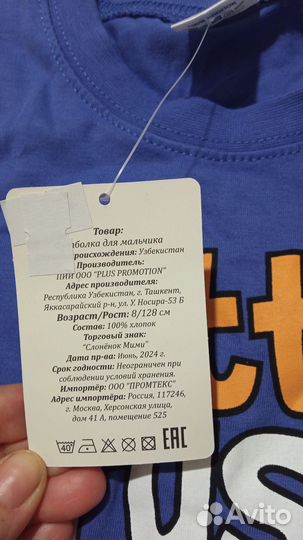 Товар:
для мальчика
Узбекистан
Производитель:
ООО "PLUS PROMOTION"
Адрес производителя:
Республика Узбекистан, г. Ташкент,
Яккасарайский р-н, ул. У. Носира-53 Б
Возраст/Рост: 8/128 см
Состав: 100% хлопок
Торговый знак:
"Слонёнок Мими"
Дата пр-ва: Июнь, 2024 г.
Срок годности: Неограничен при
соблюдении условий хранения.
Импортёр: ООО "ПРОМТЕКС"
Адрес импортёра: Россия, 117246,
г. Москва, Херсонская улица,
дом 41 А, помещение 525
40°
EAC
Avito